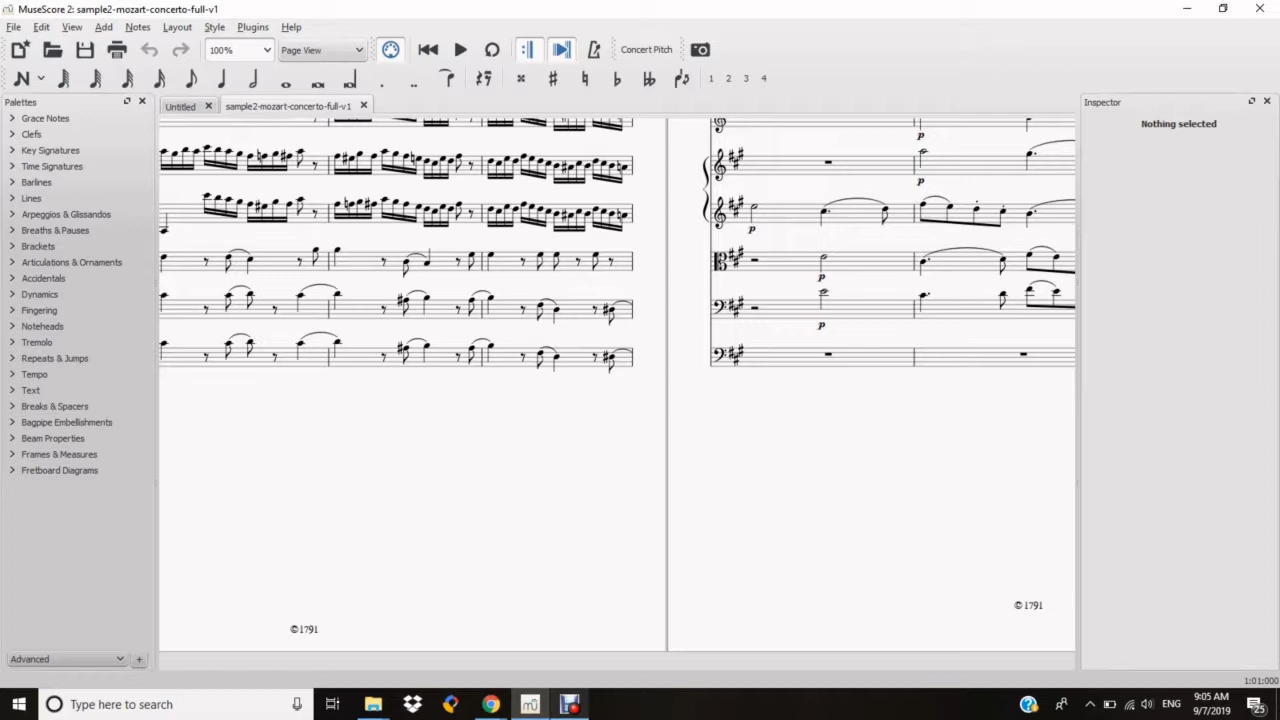 MuseScore 2: sample2-mozart-concerto-full-v1
File Edit View Add Notes Layout Style Plugins Help
100% Page View Concert Pitch
1 2 3 4
Palettes
Untitled sample2-mozart-concerto-full-v1
Inspector
Nothing selected
Grace Notes
Clefs
Key Signatures
Time Signatures
Barlines
Lines
Arpeggios & Glissandos
Breaths & Pauses
Brackets
Articulations & Ornaments
Accidentals
Dynamics
Fingering
Noteheads
Tremolo
Repeats & Jumps
Tempo
Text
Breaks & Spacers
Bagpipe Embellishments
Beam Properties
Frames & Measures
Fretboard Diagrams
p
p
p
p
p
©1791
©1791
Advanced +
1:01:000
Type here to search
ENG
9:05 AM
9/7/2019
25